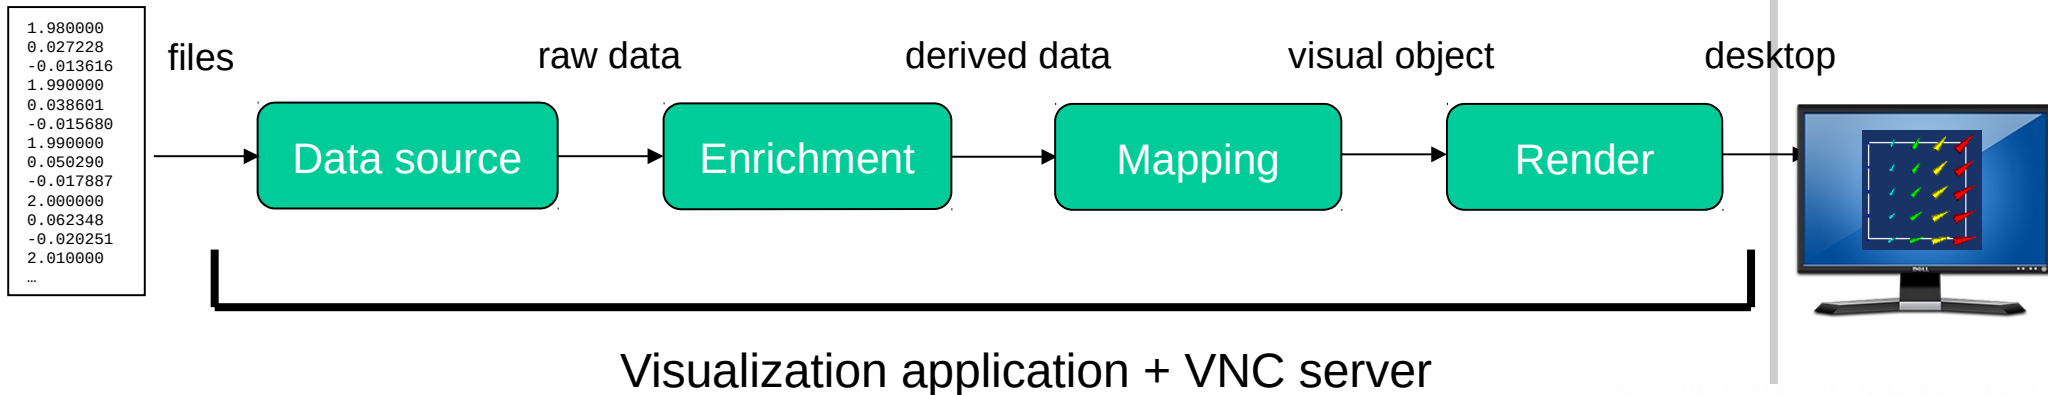 1.980000
0.027228
-0.013616
1.990000
0.038601
-0.015680
1.990000
0.050290
-0.017887
2.000000
0.062348
-0.020251
2.010000
…
files
raw data
derived data
visual object
desktop
Data source
Enrichment
Mapping
Render
DELL
Visualization application + VNC server